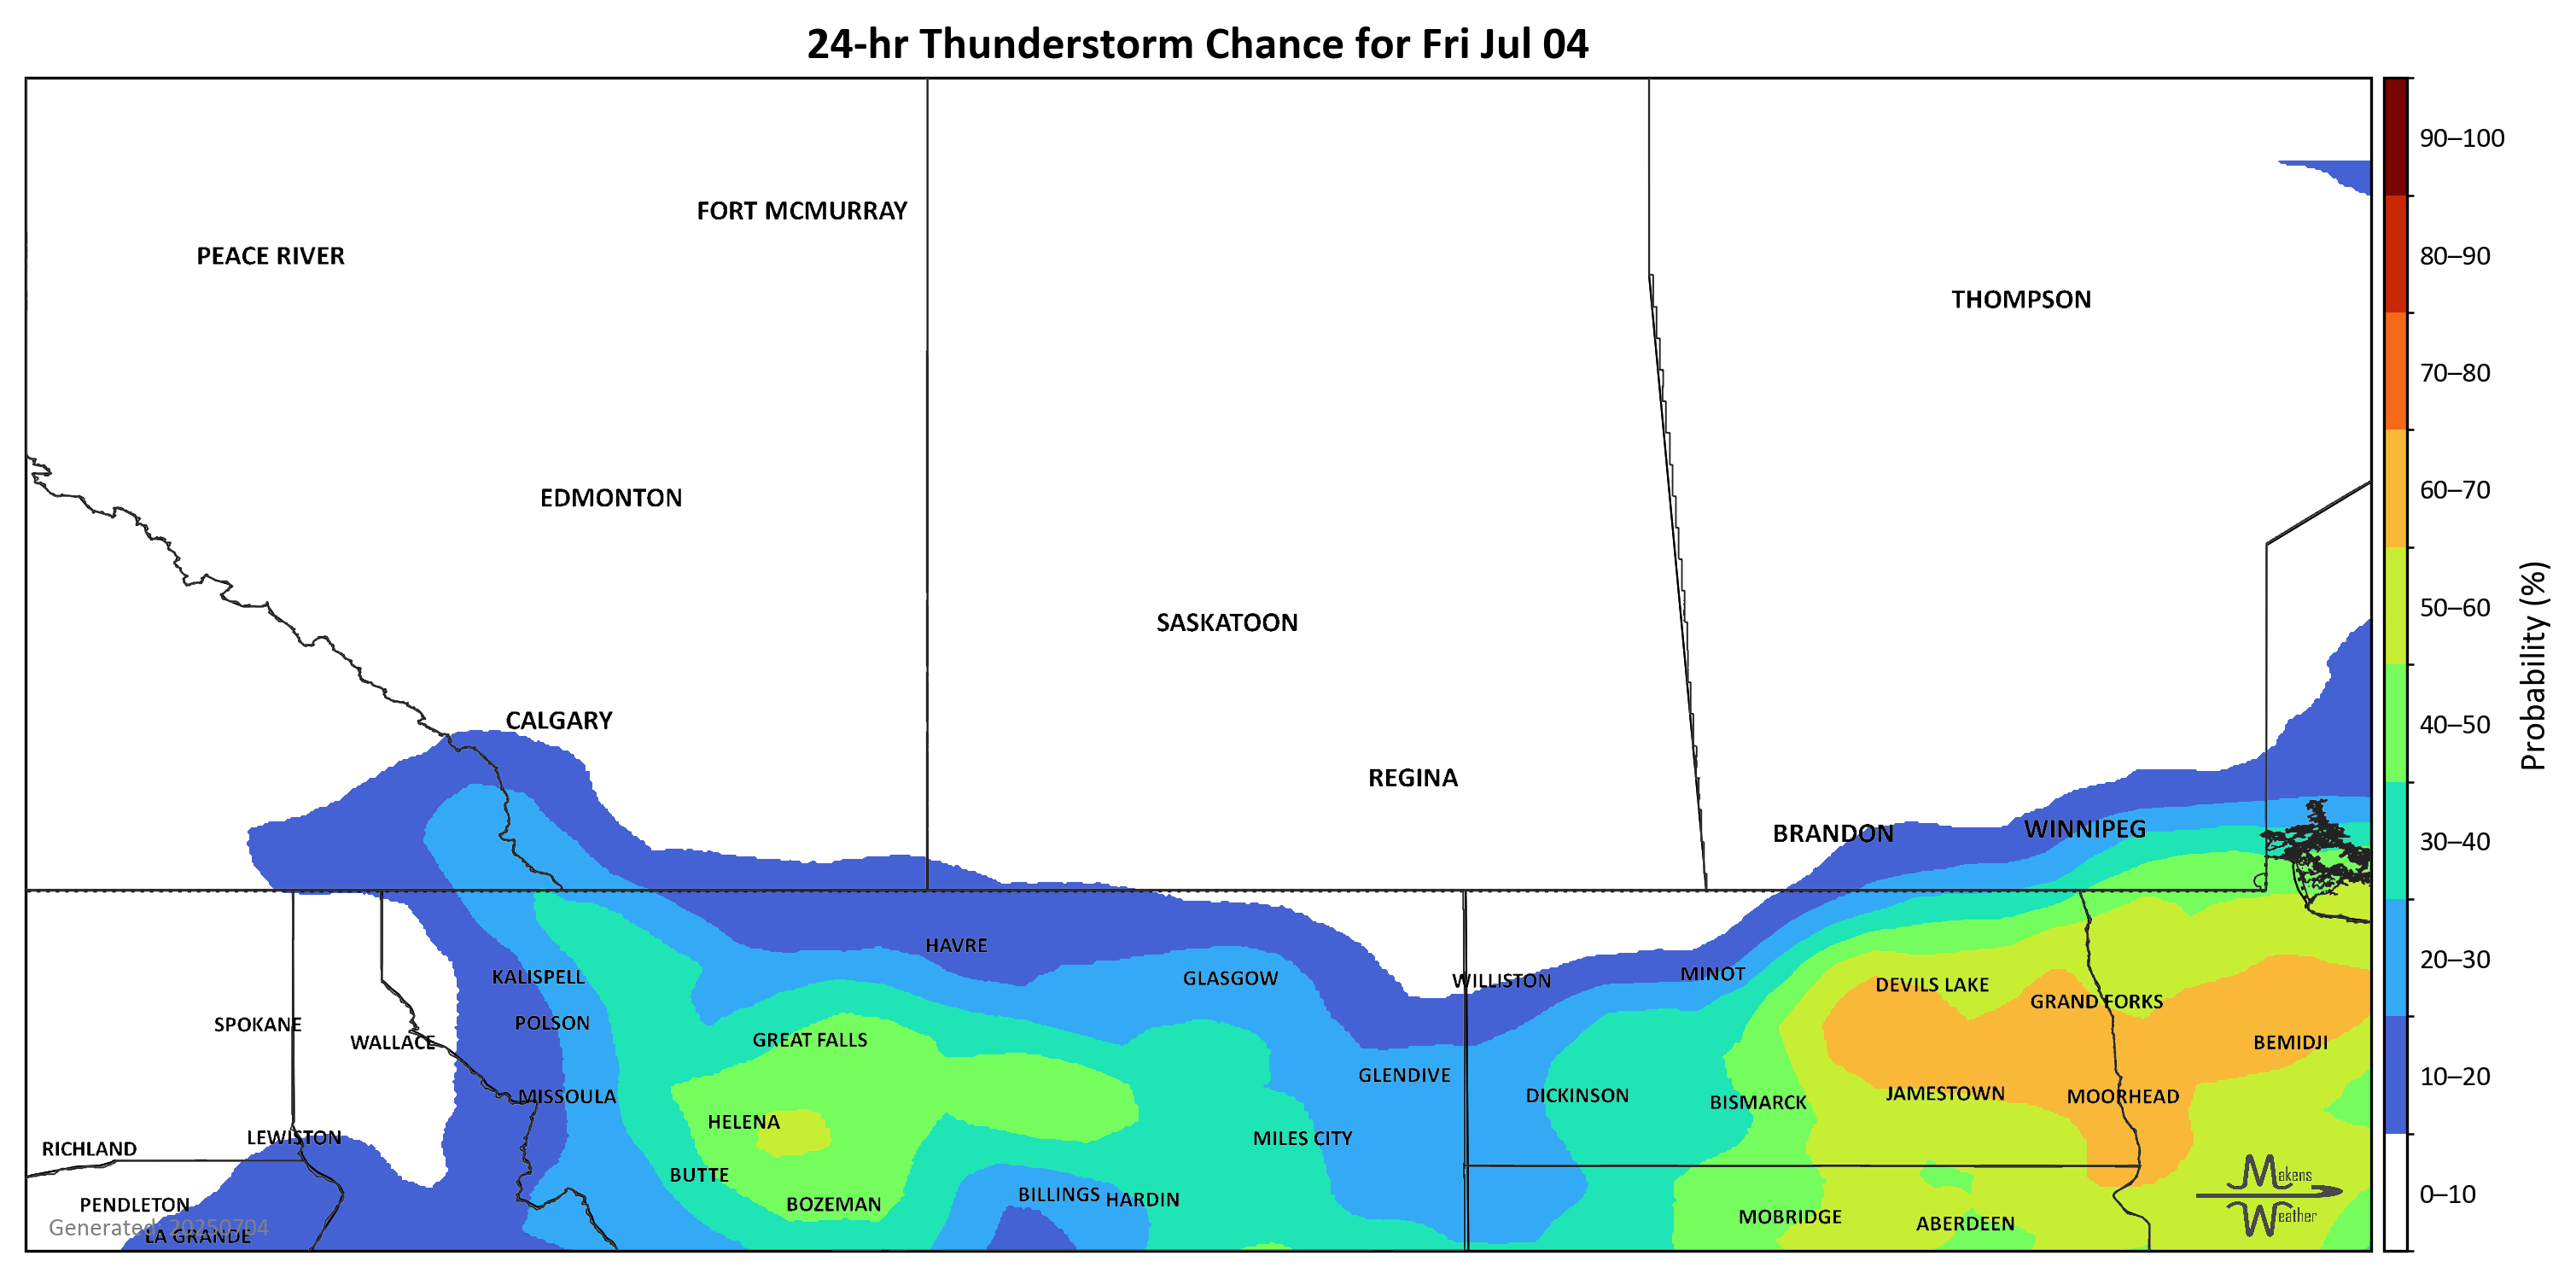 24-hr Thunderstorm Chance for Fri Jul 04
90–100
FORT MCMURRAY
PEACE RIVER
80–90
THOMPSON
70–80
60–70
EDMONTON
50–60
SASKATOON
Probability (%)
CALGARY
40–50
REGINA
BRANDON
WINNIPEG
30–40
HAVRE
20–30
KALISPELL
GLASGOW
WILLISTON
MINOT
DEVILS LAKE
GRAND FORKS
SPOKANE
POLSON
WALLACE
GREAT FALLS
BEMIDJI
GLENDIVE
10–20
MISSOULA
DICKINSON
BISMARCK
JAMESTOWN
MOORHEAD
HELENA
LEWISTON
MILES CITY
RICHLAND
BUTTE
Makens
Weather
0–10
PENDLETON
BOZEMAN
BILLINGS
HARDIN
MOBRIDGE
ABERDEEN
Generated: 20250704
LA GRANDE